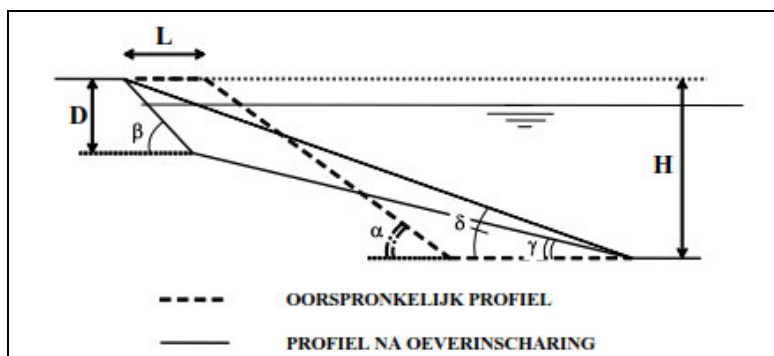 L
D
β
H
α
δ
γ
OORSPRONKELIJK PROFIEL
PROFIEL NA OEVERINSCHARING